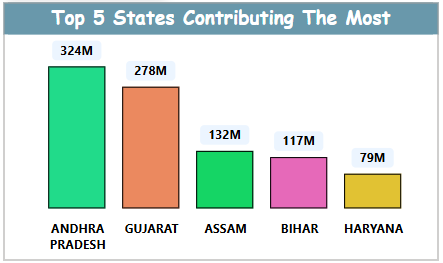 Top 5 States Contributing The Most
324M
278M
132M
117M
79M
ANDHRA
PRADESH
GUJARAT
ASSAM
BIHAR
HARYANA